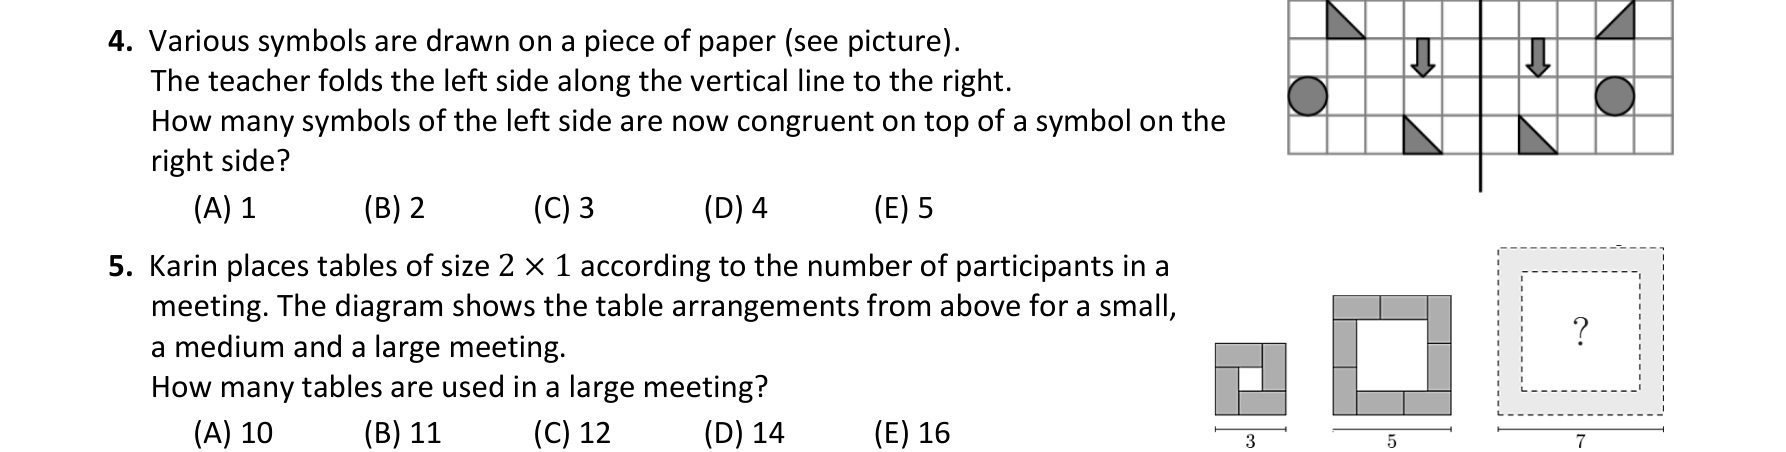 4. Various symbols are drawn on a piece of paper (see picture).
The teacher folds the left side along the vertical line to the right.
How many symbols of the left side are now congruent on top of a symbol on the
right side?
(A) 1 (B) 2 (C) 3 (D) 4 (E) 5
5. Karin places tables of size 2 × 1 according to the number of participants in a
meeting. The diagram shows the table arrangements from above for a small,
a medium and a large meeting.
How many tables are used in a large meeting?
(A) 10 (B) 11 (C) 12 (D) 14 (E) 16
?
3 5 7